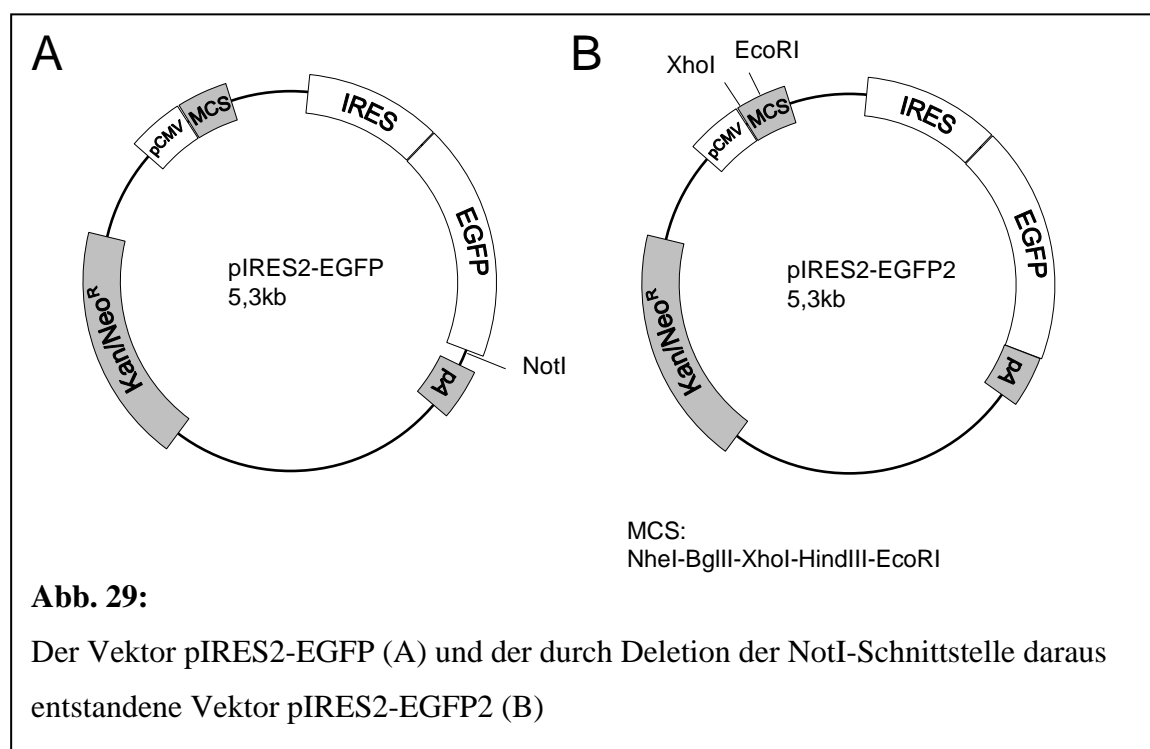 A
pCMV
MCS
IRES
EGFP
NotI
pA
Kan/NeoR
pIRES2-EGFP
5,3kb
B
XhoI
EcoRI
pCMV
MCS
IRES
EGFP
pA
Kan/NeoR
pIRES2-EGFP2
5,3kb
MCS:
NheI-BglII-XhoI-HindIII-EcoRI
Abb. 29:
Der Vektor pIRES2-EGFP (A) und der durch Deletion der NotI-Schnittstelle daraus
entstandene Vektor pIRES2-EGFP2 (B)